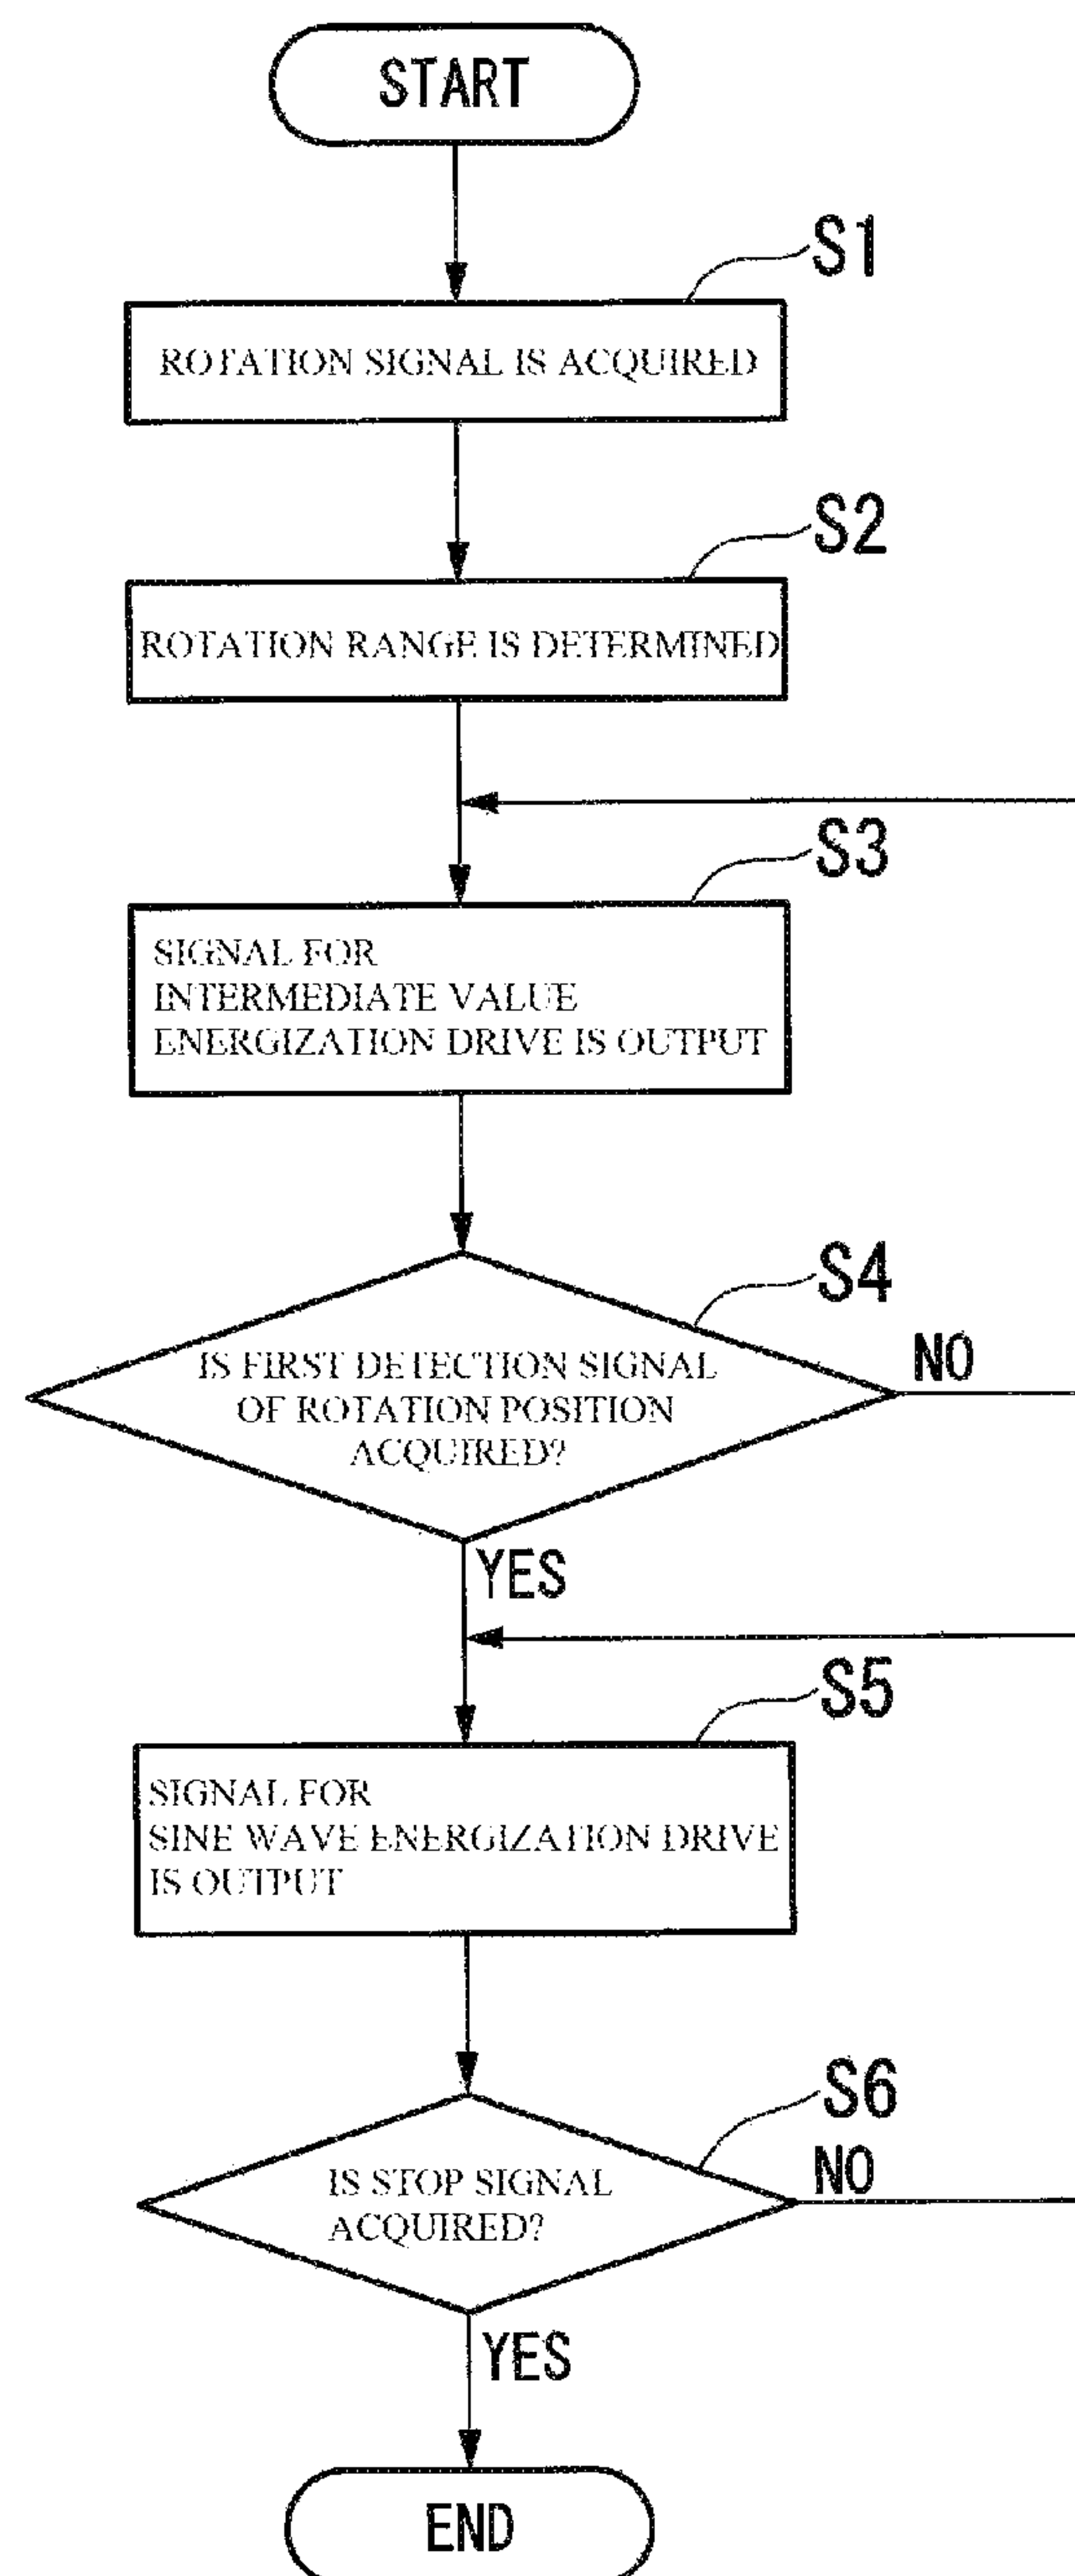 START
S1
ROTATION SIGNAL IS ACQUIRED
S2
ROTATION RANGE IS DETERMINED
S3
SIGNAL FOR
INTERMEDIATE VALUE
ENERGIZATION DRIVE IS OUTPUT
S4
IS FIRST DETECTION SIGNAL
OF ROTATION POSITION
ACQUIRED?
NO
YES
S5
SIGNAL FOR
SINE WAVE ENERGIZATION DRIVE
IS OUTPUT
S6
IS STOP SIGNAL
ACQUIRED?
NO
YES
END